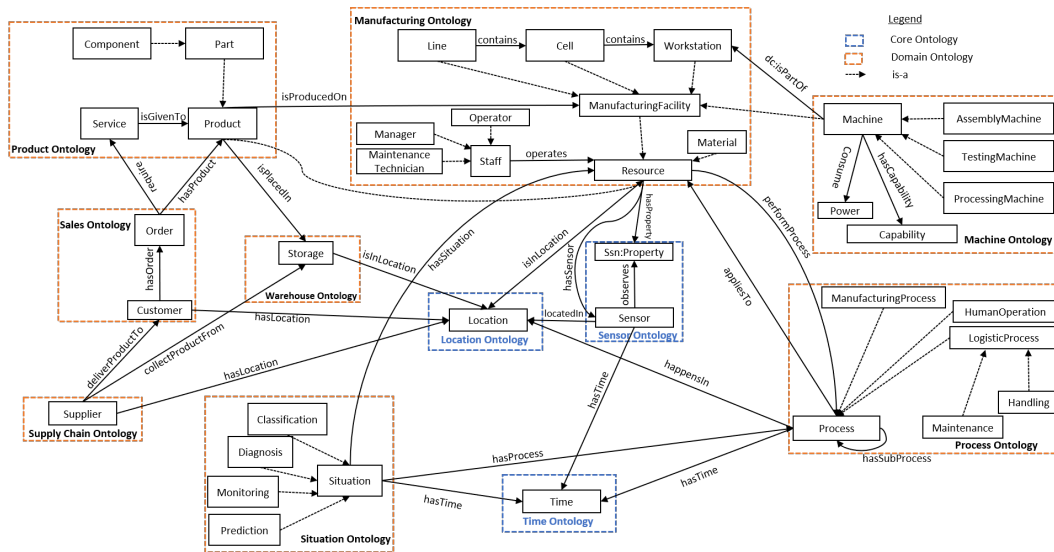 Manufacturing Ontology
Legend
Core Ontology
Domain Ontology
is-a
Component
Part
Service
isGivenTo
Product
Product Ontology
isProducedOn
Line
contains
Cell
contains
Workstation
ManufacturingFacility
Operator
Manager
Maintenance
Technician
Staff
operates
Material
Resource
dc:isPartOf
Machine
AssemblyMachine
TestingMachine
ProcessingMachine
Consume
hasCapability
Power
Capability
Machine Ontology
require
hasProduct
isPlacedIn
Sales Ontology
Order
hasOrder
Customer
Storage
Warehouse Ontology
isInLocation
hasSituation
isInLocation
hasSensor
hasProperty
performProcess
appliesTo
Ssn:Property
observes
Sensor
Sensor Ontology
locatedIn
Location
Location Ontology
hasLocation
deliverProductTo
collectProductFrom
hasLocation
Supplier
Supply Chain Ontology
happensIn
hasTime
ManufacturingProcess
HumanOperation
LogisticProcess
Handling
Maintenance
Process
Process Ontology
hasSubProcess
Classification
Diagnosis
Monitoring
Prediction
Situation
Situation Ontology
hasProcess
hasTime
hasTime
Time
Time Ontology